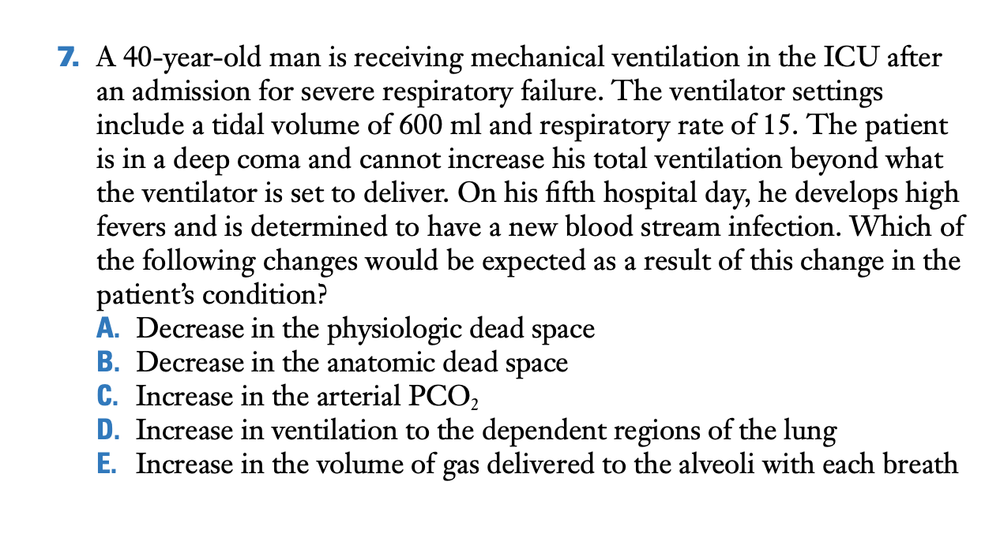 7. A 40-year-old man is receiving mechanical ventilation in the ICU after
an admission for severe respiratory failure. The ventilator settings
include a tidal volume of 600 ml and respiratory rate of 15. The patient
is in a deep coma and cannot increase his total ventilation beyond what
the ventilator is set to deliver. On his fifth hospital day, he develops high
fevers and is determined to have a new blood stream infection. Which of
the following changes would be expected as a result of this change in the
patient’s condition?
A. Decrease in the physiologic dead space
B. Decrease in the anatomic dead space
C. Increase in the arterial PCO₂
D. Increase in ventilation to the dependent regions of the lung
E. Increase in the volume of gas delivered to the alveoli with each breath